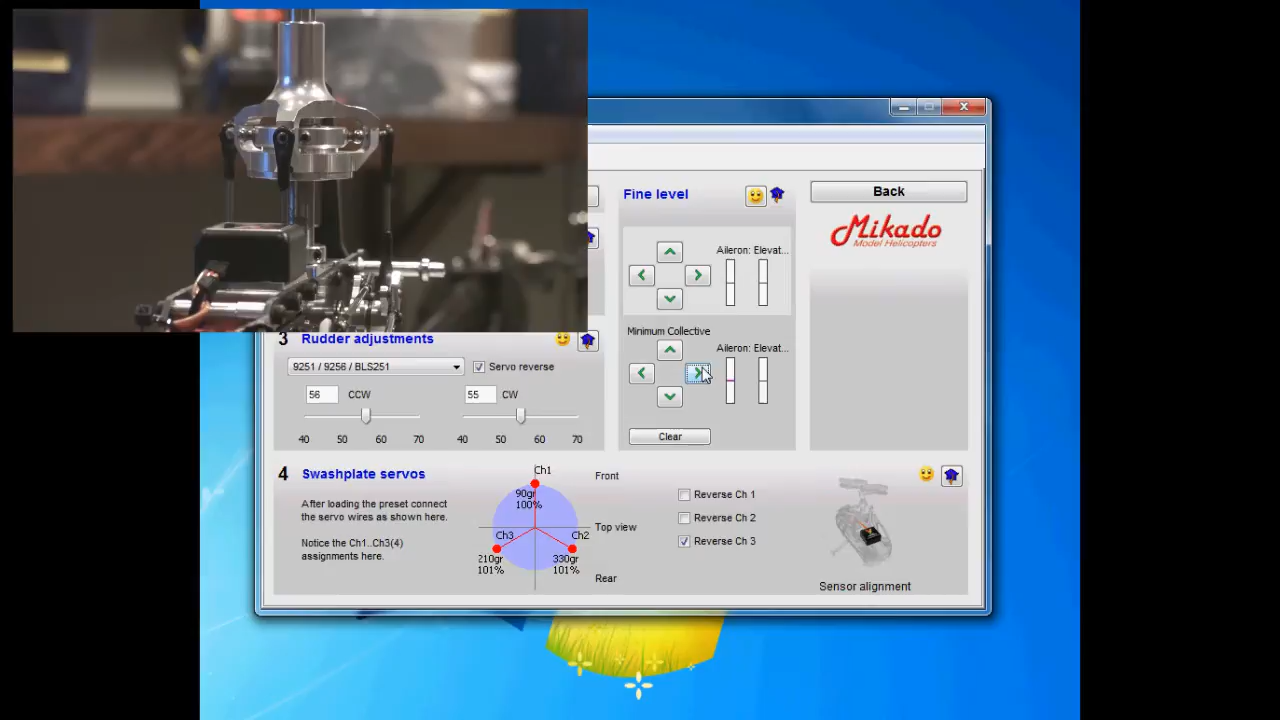 Fine level
Back
Mikado
Model Helicopters
Aileron: Elevat...
Minimum Collective
Aileron: Elevat...
Clear
3 Rudder adjustments
9251 / 9256 / BLS251
Servo reverse
56 CCW
55 CW
40 50 60 70
40 50 60 70
4 Swashplate servos
After loading the preset connect
the servo wires as shown here.
Notice the Ch1..Ch3(4)
assignments here.
Ch1
90gr
100%
Ch3
Ch2
210gr
101%
330gr
101%
Front
Top view
Rear
Reverse Ch 1
Reverse Ch 2
Reverse Ch 3
Sensor alignment